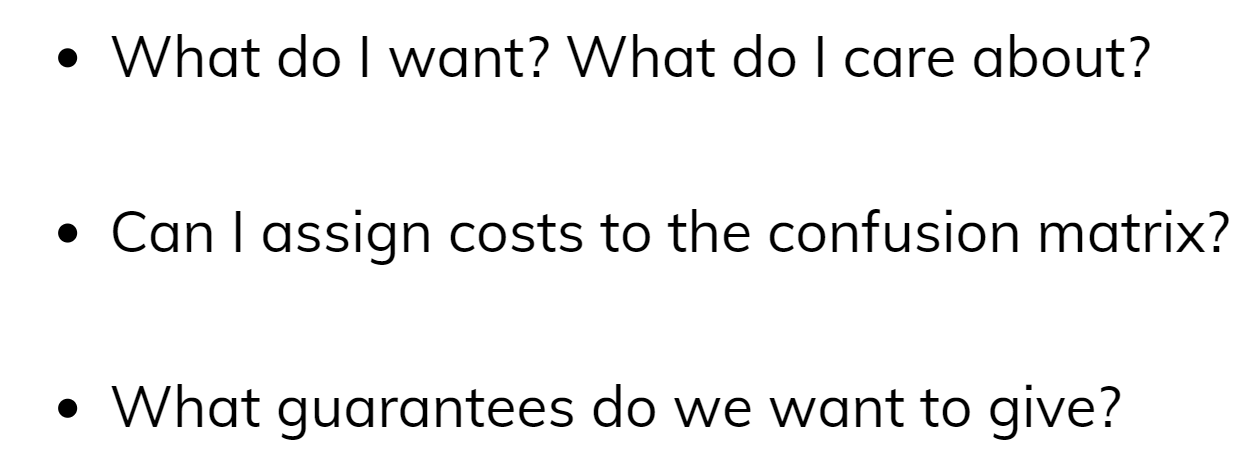 • What do I want? What do I care about?
• Can I assign costs to the confusion matrix?
• What guarantees do we want to give?